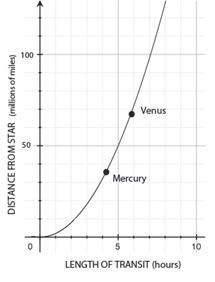 DISTANCE FROM STAR (millions of miles)
100
50
0
Venus
Mercury
5
10
LENGTH OF TRANSIT (hours)